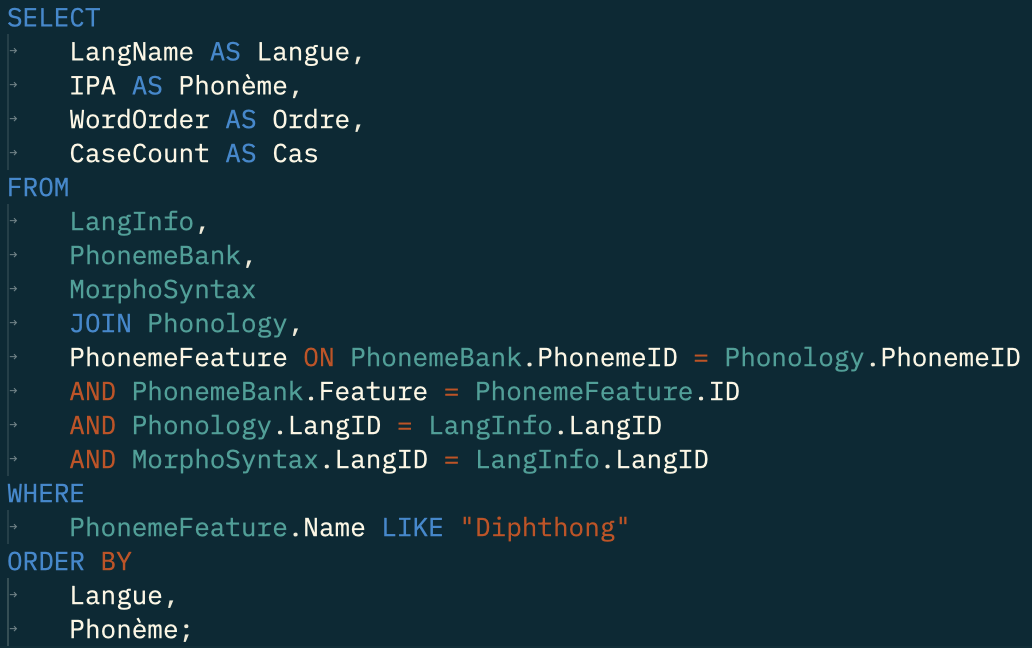 SELECT
LangName AS Langue,
IPA AS Phonème,
WordOrder AS Ordre,
CaseCount AS Cas
FROM
LangInfo,
PhonemeBank,
MorphoSyntax
JOIN Phonology,
PhonemeFeature ON PhonemeBank.PhonemeID = Phonology.PhonemeID
AND PhonemeBank.Feature = PhonemeFeature.ID
AND Phonology.LangID = LangInfo.LangID
AND MorphoSyntax.LangID = LangInfo.LangID
WHERE
PhonemeFeature.Name LIKE "Diphthong"
ORDER BY
Langue,
Phonème;